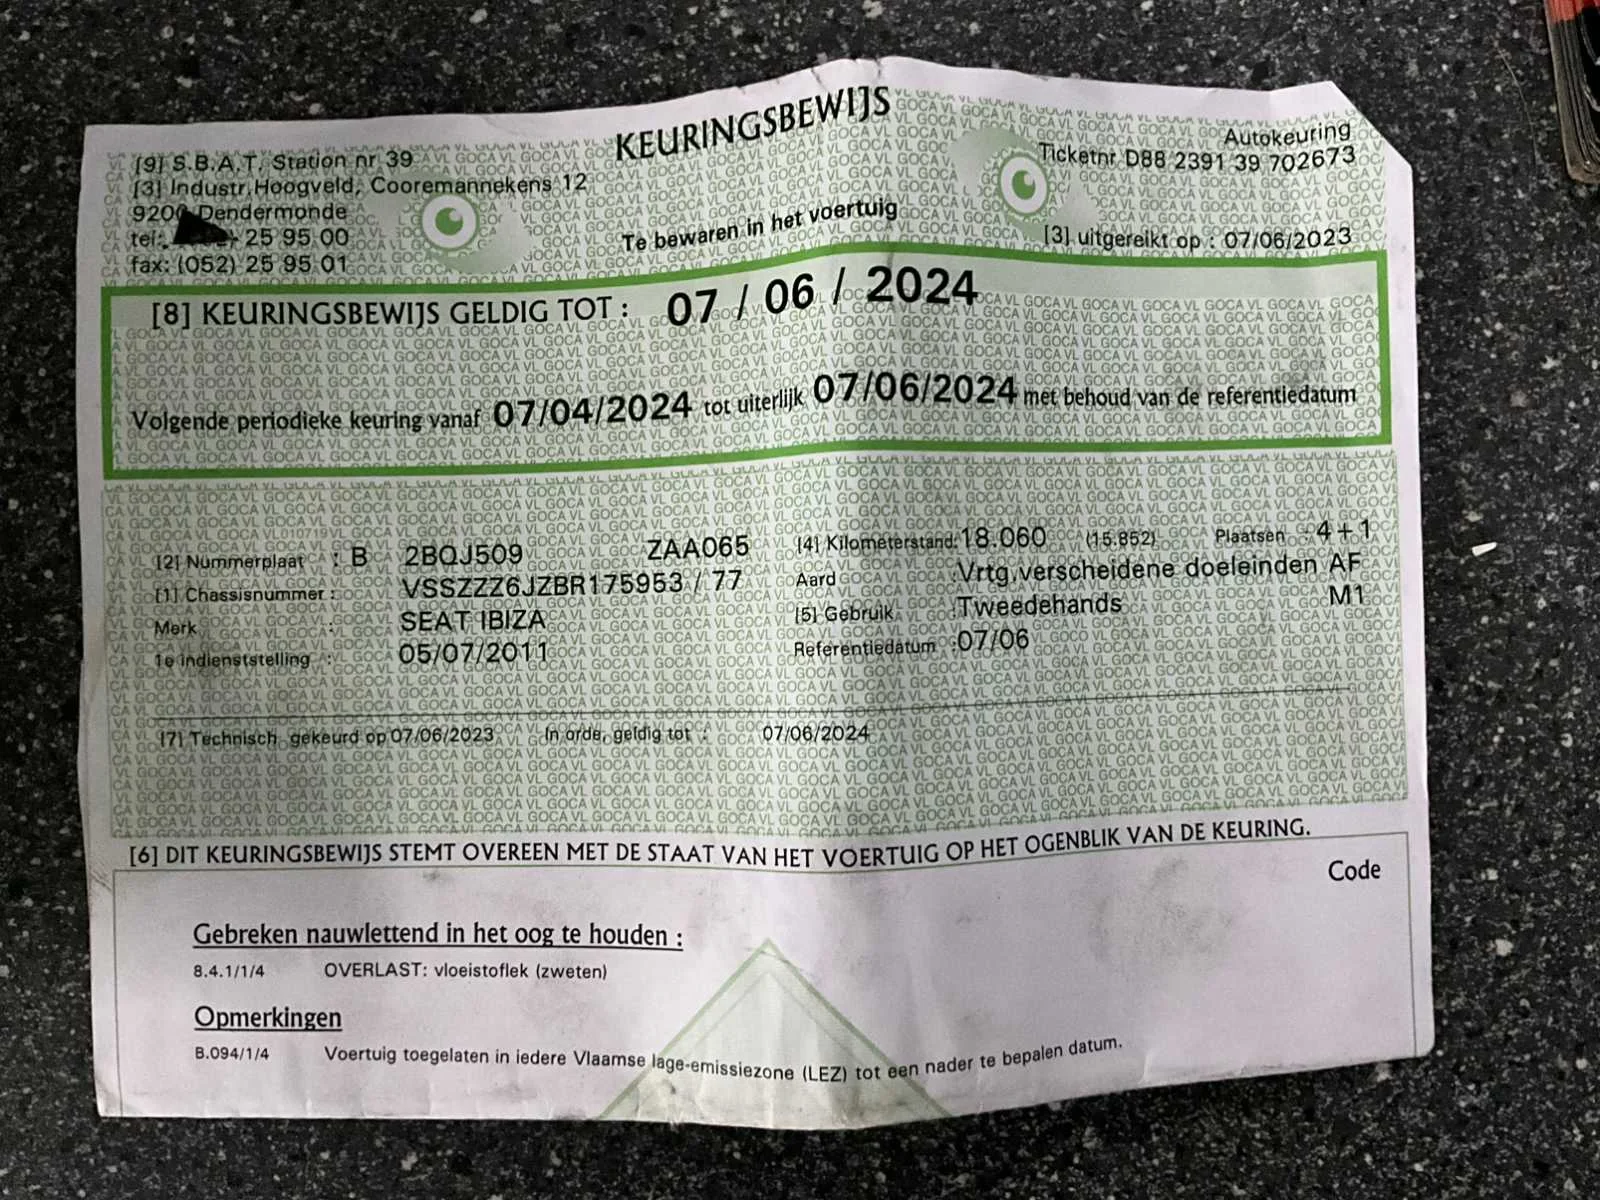 KEURINGSBEWIJS
[9] S.B.A.T. Station nr 39
[3] Industr.Hoogveld, Cooremannekens 12
9200 Dendermonde
tel: 25 95 00
fax: (052) 25 95 01
Te bewaren in het voertuig
Autokeuring
Ticketnr D88 2391 39 702673
[3] uitgereikt op : 07/06/2023
[8] KEURINGSBEWIJS GELDIG TOT : 07 / 06 / 2024
Volgende periodieke keuring vanaf 07/04/2024 tot uiterlijk 07/06/2024 met behoud van de referentiedatum
[2] Nummerplaat : B 2BQJ509 ZAA065
[1] Chassisnummer : VSSZZZ6JZBR175953 / 77
Merk : SEAT IBIZA
1e indienststelling : 05/07/2011
[4] Kilometerstand: 18.060 (15.852) Plaatsen : 4 + 1
Aard : Vrtg.verscheidene doeleinden AF
[5] Gebruik : Tweedehands M1
Referentiedatum : 07/06
[7] Technisch gekeurd op 07/06/2023 In orde, geldig tot : 07/06/2024
[6] DIT KEURINGSBEWIJS STEMT OVEREEN MET DE STAAT VAN HET VOERTUIG OP HET OGENBLIK VAN DE KEURING.
Code
Gebreken nauwlettend in het oog te houden :
8.4.1/1/4 OVERLAST: vloeistoflek (zweten)
Opmerkingen
B.094/1/4 Voertuig toegelaten in iedere Vlaamse lage-emissiezone (LEZ) tot een nader te bepalen datum.